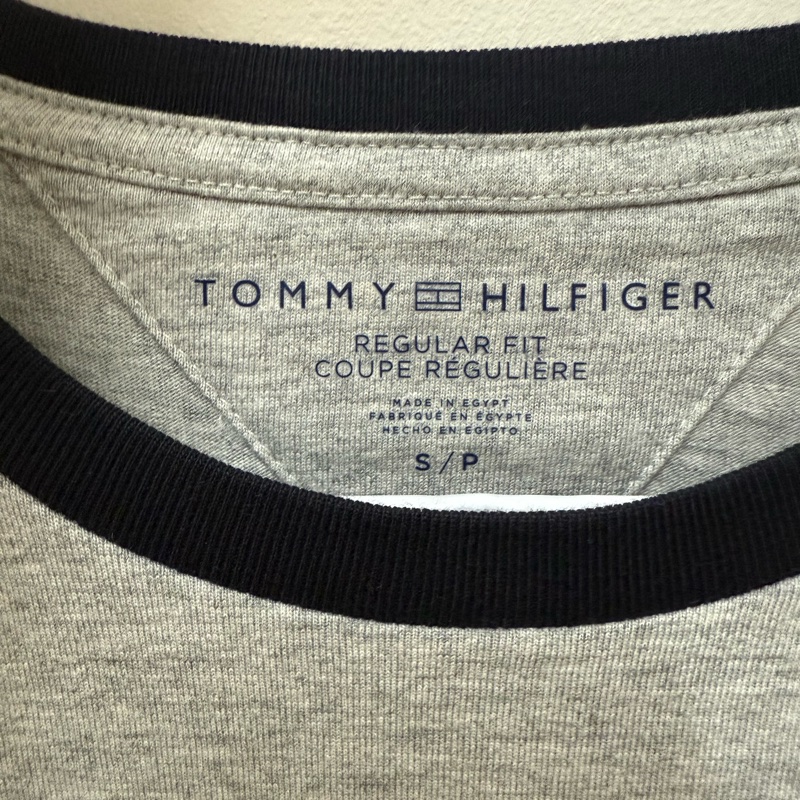 TOMMY HILFIGER
REGULAR FIT
COUPE RÉGULIÈRE
MADE IN EGYPT
FABRIQUÉ EN ÉGYPTE
HECHO EN EGIPTO
S/P